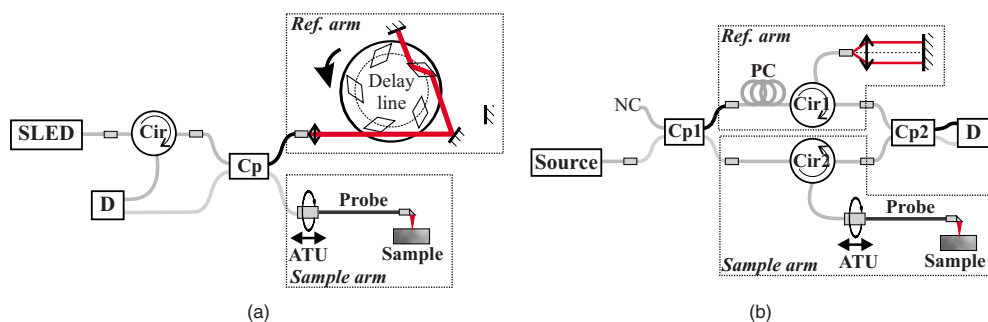 Ref. arm
Delay
line
SLED
Cir
Cp
D
Probe
ATU
Sample
Sample arm
(a)
Ref. arm
PC
NC
Cir1
Cp1
Cp2
D
Source
Cir2
Probe
ATU
Sample
Sample arm
(b)